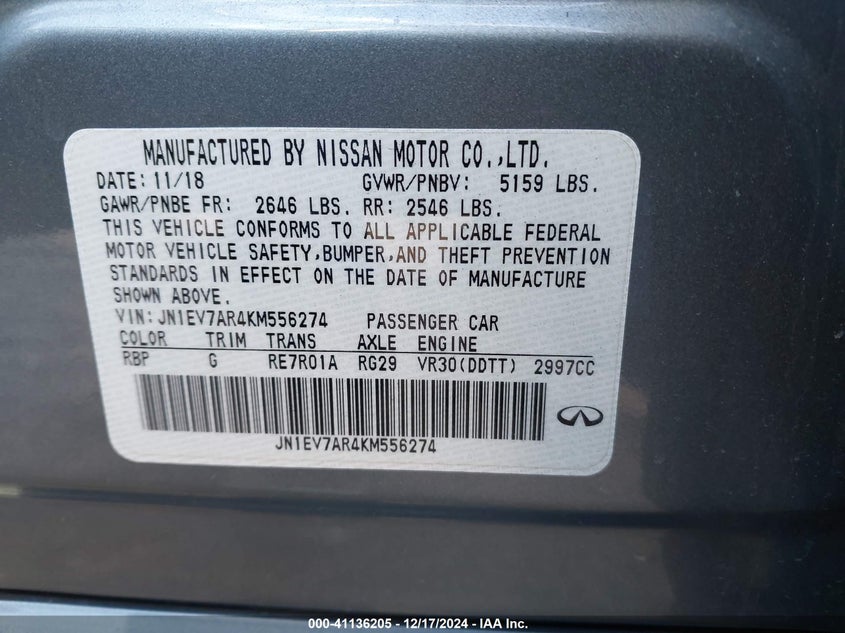 MANUFACTURED BY NISSAN MOTOR CO.,LTD.
DATE: 11/18 GVWR/PNBV: 5159 LBS.
GAWR/PNBE FR: 2646 LBS. RR: 2546 LBS.
THIS VEHICLE CONFORMS TO ALL APPLICABLE FEDERAL
MOTOR VEHICLE SAFETY,BUMPER,AND THEFT PREVENTION
STANDARDS IN EFFECT ON THE DATE OF MANUFACTURE
SHOWN ABOVE.
VIN:JN1EV7AR4KM556274 PASSENGER CAR
COLOR TRIM TRANS AXLE ENGINE
RBP G RE7R01A RG29 VR30(DDTT) 2997CC
JN1EV7AR4KM556274
000-41136205 / 12/17/2024 - IAA Inc.